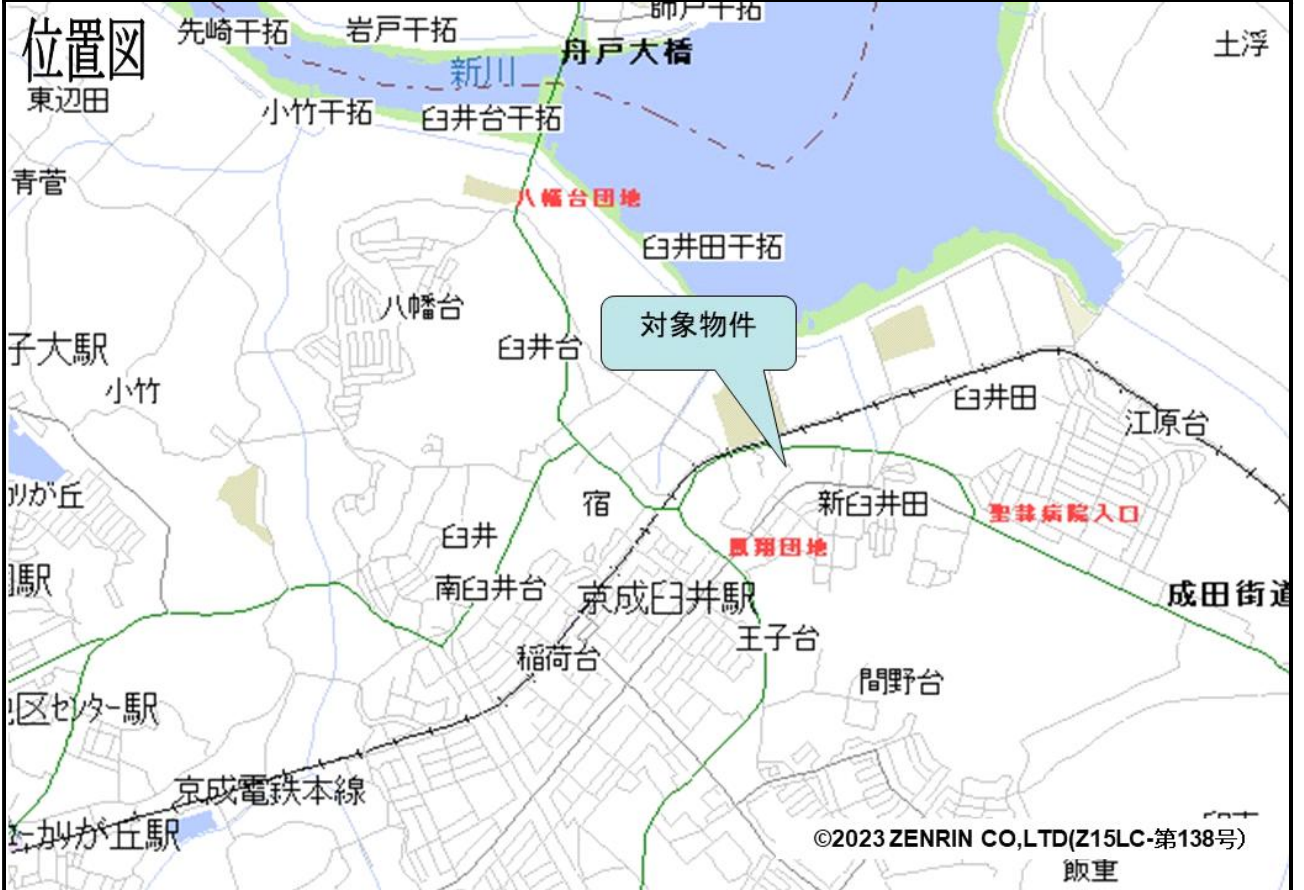 位置図
先崎干拓
岩戸干拓
師戸干拓
舟戸大橋
土浮
新川
東辺田
小竹干拓
臼井台干拓
青菅
八幡台団地
臼井田干拓
八幡台
対象物件
臼井台
子大駅
小竹
臼井田
江原台
りが丘
宿
新臼井田
聖隷病院入口
臼井
鳳翔団地
駅
南臼井台
京成臼井駅
成田街道
王子台
稲荷台
間野台
区センター駅
京成電鉄本線
ーカリが丘駅
©2023 ZENRIN CO,LTD(Z15LC-第138号)
飯重